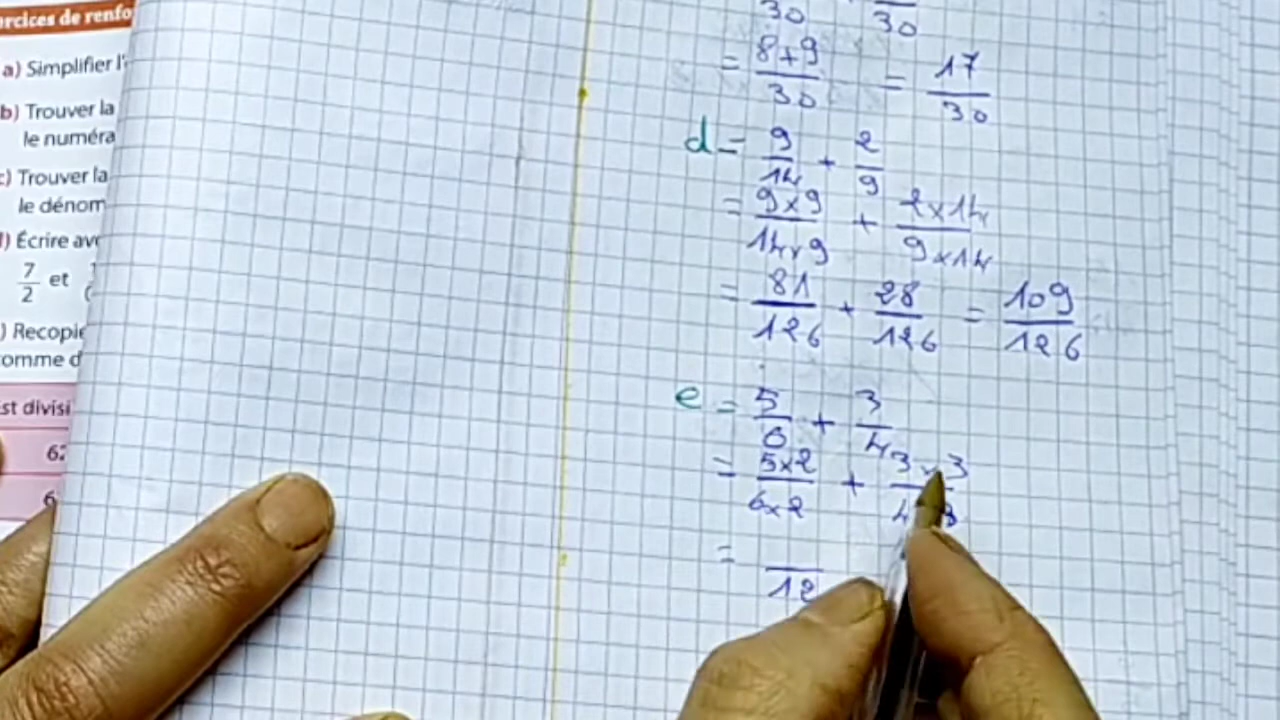 ercices de renfo
a) Simplifier l'
b) Trouver la
le numéra
c) Trouver la
le dénom
d) Écrire ave
7/2 et
) Recopie
omme d
st divisi
62
6
30 30
= 8+9/30 = 17/30
d = 9/14 + 2/9
= 9×9/14×9 + 2×14/9×14
= 81/126 + 28/126 = 109/126
e = 5/6 + 3/4
= 5×2/6×2 + 3×3/4×3
= /12